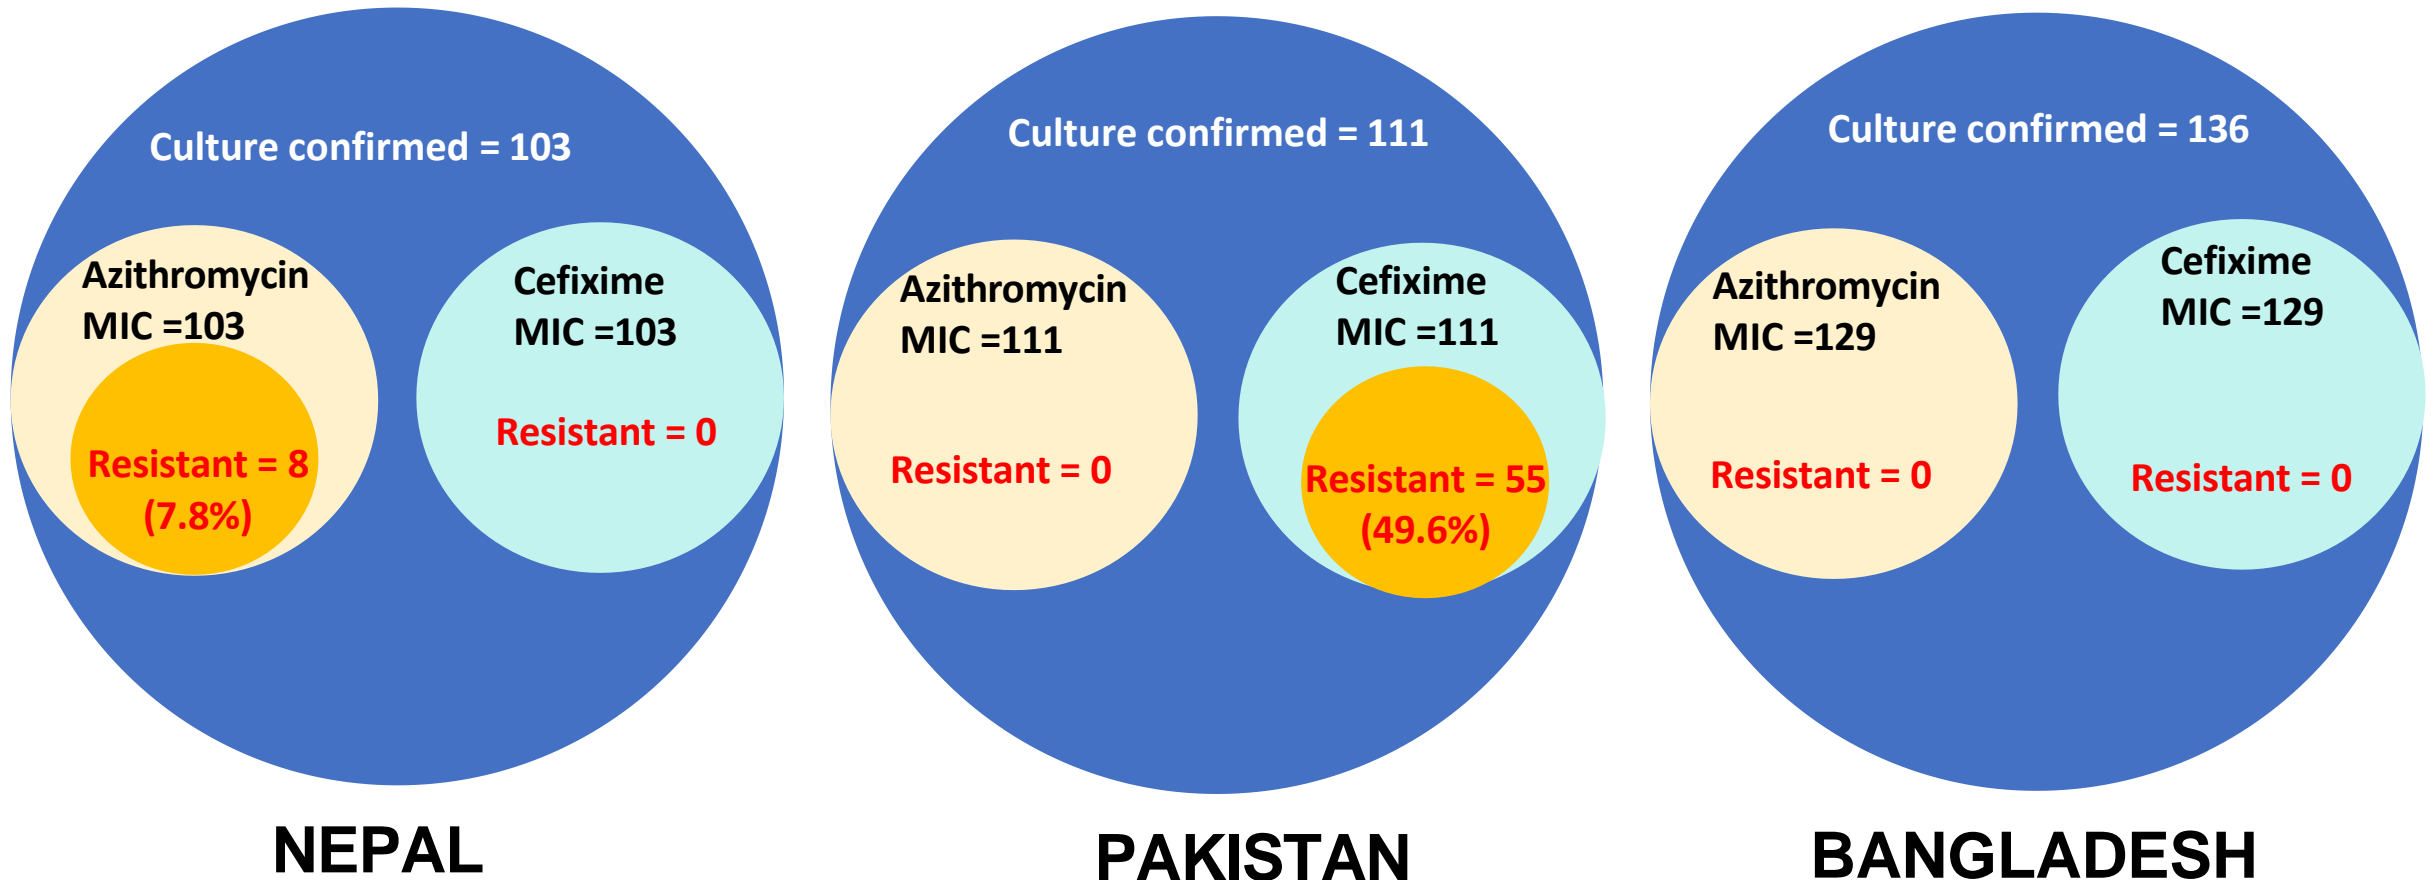 Culture confirmed = 103
Azithromycin
MIC =103
Resistant = 8
(7.8%)
Cefixime
MIC =103
Resistant = 0
NEPAL
Culture confirmed = 111
Azithromycin
MIC =111
Resistant = 0
Cefixime
MIC =111
Resistant = 55
(49.6%)
PAKISTAN
Culture confirmed = 136
Azithromycin
MIC =129
Resistant = 0
Cefixime
MIC =129
Resistant = 0
BANGLADESH